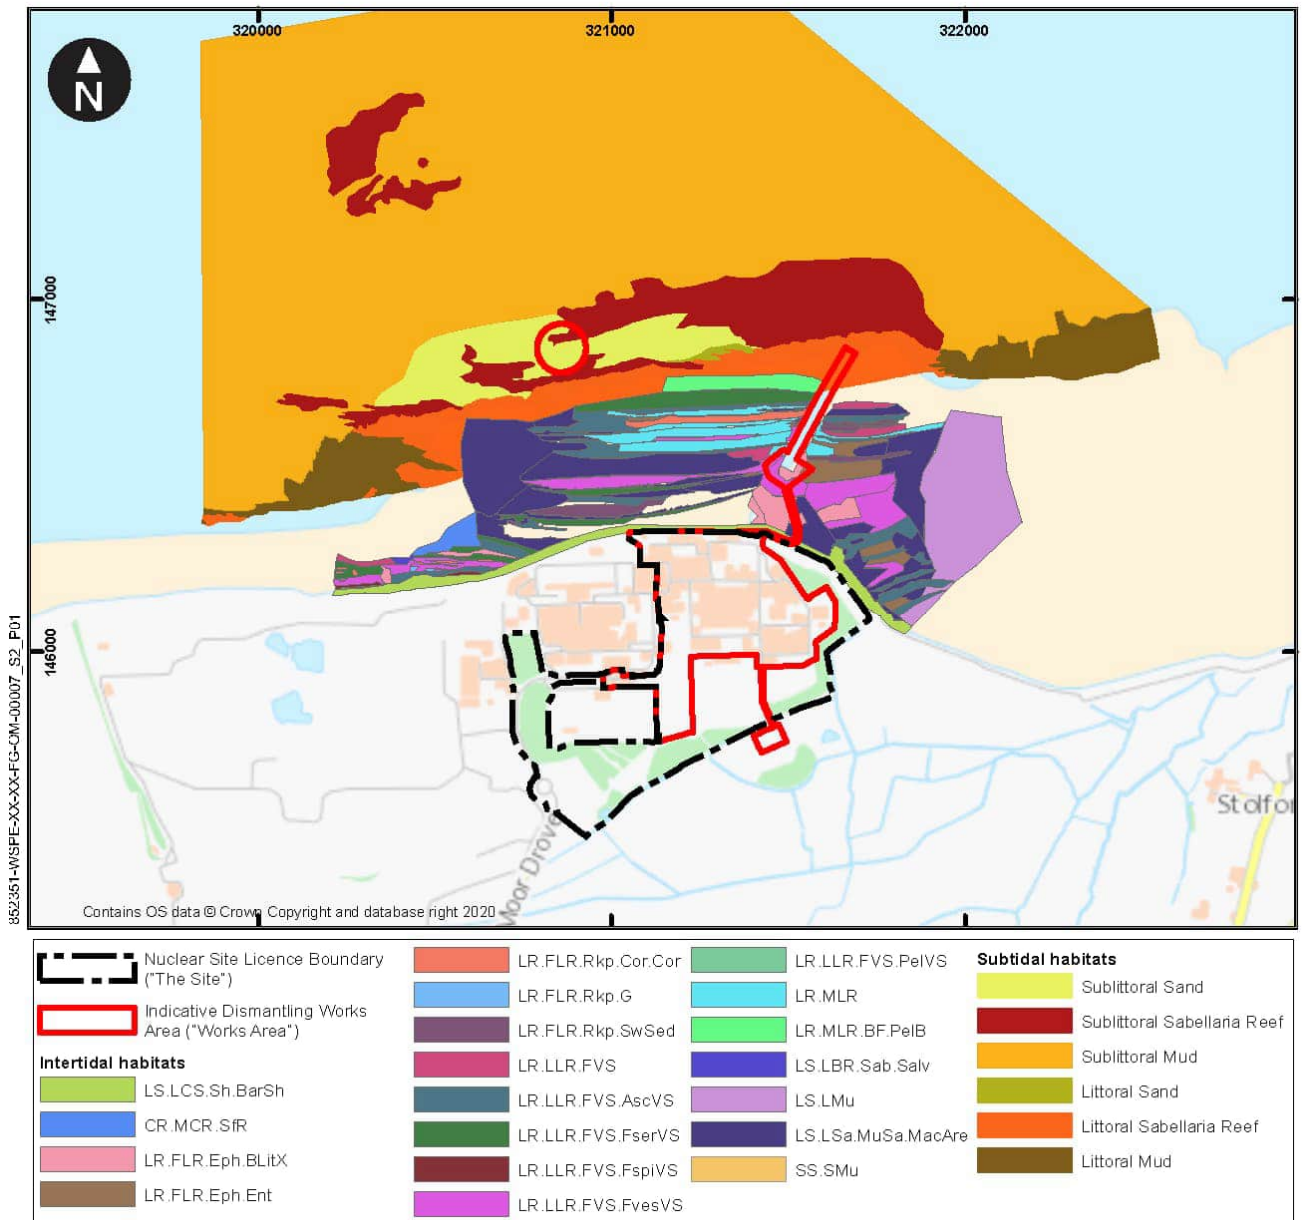 320000
321000
322000
N
147000
146000
852351-WSPE-XX-XX-FG-OM-00007_S2_P01
Stolfor
Moor Drove
Contains OS data © Crown Copyright and database right 2020
Nuclear Site Licence Boundary
("The Site")
Indicative Dismantling Works
Area ("Works Area")
Intertidal habitats
LS.LCS.Sh.BarSh
CR.MCR.SfR
LR.FLR.Eph.BLitX
LR.FLR.Eph.Ent
LR.FLR.Rkp.Cor.Cor
LR.FLR.Rkp.G
LR.FLR.Rkp.SwSed
LR.LLR.FVS
LR.LLR.FVS.AscVS
LR.LLR.FVS.FserVS
LR.LLR.FVS.FspiVS
LR.LLR.FVS.FvesVS
LR.LLR.FVS.PelVS
LR.MLR
LR.MLR.BF.PelB
LS.LBR.Sab.Salv
LS.LMu
LS.LSa.MuSa.MacAre
SS.SMu
Subtidal habitats
Sublittoral Sand
Sublittoral Sabellaria Reef
Sublittoral Mud
Littoral Sand
Littoral Sabellaria Reef
Littoral Mud